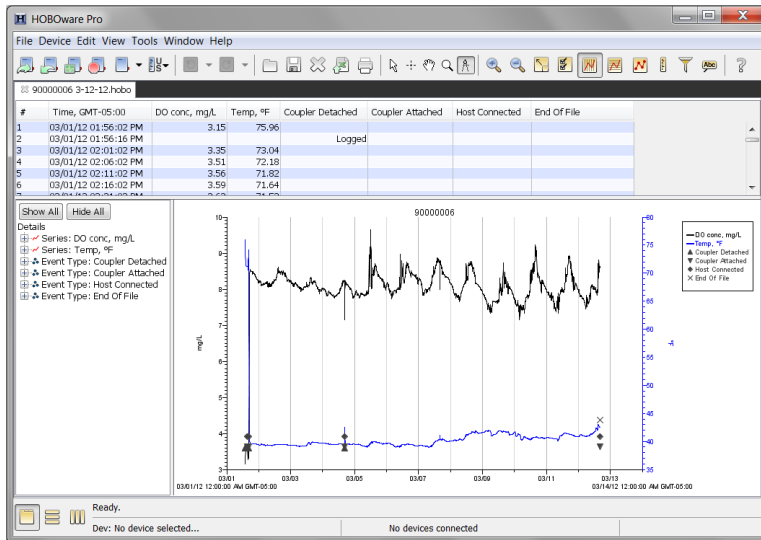 HOBOware Pro
File Device Edit View Tools Window Help
90000006 3-12-12.hobo
# Time, GMT-05:00 DO conc, mg/L Temp, °F Coupler Detached Coupler Attached Host Connected End Of File
1 03/01/12 01:56:02 PM 3.15 75.96
2 03/01/12 01:56:16 PM Logged
3 03/01/12 02:01:02 PM 3.35 73.04
4 03/01/12 02:06:02 PM 3.51 72.18
5 03/01/12 02:11:02 PM 3.56 71.82
6 03/01/12 02:16:02 PM 3.59 71.64
Show All Hide All
Details
Series: DO conc, mg/L
Series: Temp, °F
Event Type: Coupler Detached
Event Type: Coupler Attached
Event Type: Host Connected
Event Type: End Of File
90000006
10
9
8
7
6
5
4
3
mg/L
80
75
70
65
60
55
50
45
40
35
°F
DO conc, mg/L
Temp, °F
Coupler Detached
Coupler Attached
Host Connected
End Of File
03/01 03/03 03/05 03/07 03/09 03/11 03/13
03/01/12 12:00:00 AM GMT-05:00 03/14/12 12:00:00 AM GMT-05:00
Ready.
Dev: No device selected... No devices connected